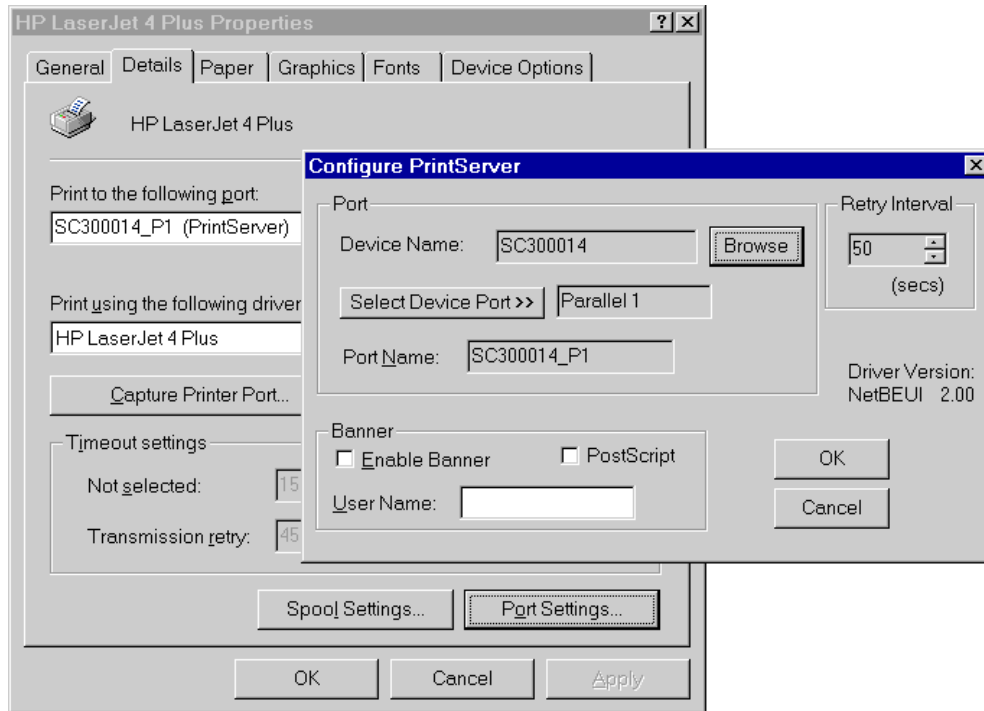 HP LaserJet 4 Plus Properties
General Details Paper Graphics Fonts Device Options
HP LaserJet 4 Plus
Print to the following port:
SC300014_P1 (PrintServer)
Print using the following driver
HP LaserJet 4 Plus
Capture Printer Port...
Timeout settings
Not selected: 15
Transmission retry: 45
Spool Settings... Port Settings...
OK Cancel Apply
Configure PrintServer
Port
Device Name: SC300014 Browse
Select Device Port >> Parallel 1
Port Name: SC300014_P1
Retry Interval
50
(secs)
Driver Version:
NetBEUI 2.00
Banner
Enable Banner PostScript
User Name:
OK
Cancel